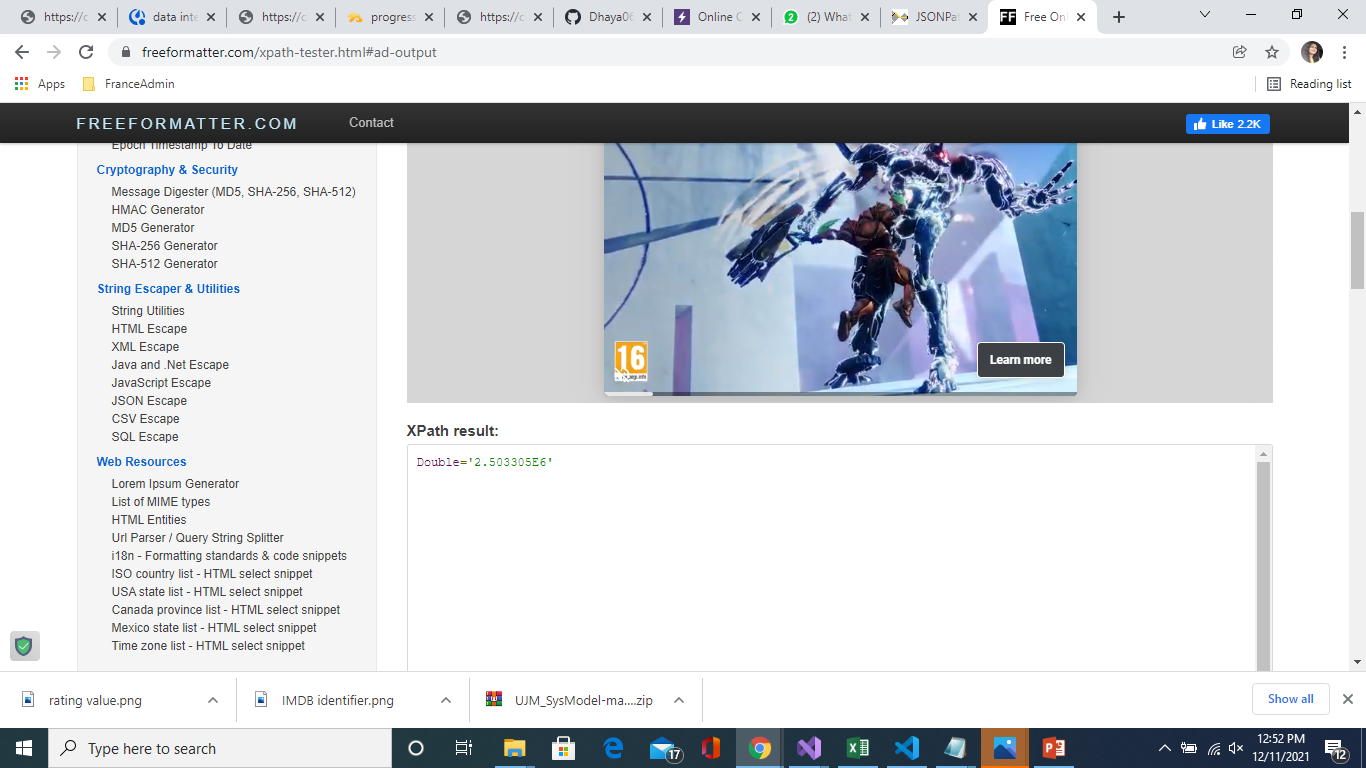 https://c
data inte
https://c
progress
https://c
Dhaya06
Online C
(2) What
JSONPat
Free Onl
freeformatter.com/xpath-tester.html#ad-output
Apps
FranceAdmin
Reading list
FREEFORMATTER.COM
Contact
Like 2.2K
Epoch Timestamp To Date
Cryptography & Security
Message Digester (MD5, SHA-256, SHA-512)
HMAC Generator
MD5 Generator
SHA-256 Generator
SHA-512 Generator
String Escaper & Utilities
String Utilities
HTML Escape
XML Escape
Java and .Net Escape
JavaScript Escape
JSON Escape
CSV Escape
SQL Escape
Web Resources
Lorem Ipsum Generator
List of MIME types
HTML Entities
Url Parser / Query String Splitter
i18n - Formatting standards & code snippets
ISO country list - HTML select snippet
USA state list - HTML select snippet
Canada province list - HTML select snippet
Mexico state list - HTML select snippet
Time zone list - HTML select snippet
16
Learn more
XPath result:
Double='2.503305E6'
rating value.png
IMDB identifier.png
UJM_SysModel-ma....zip
Show all
Type here to search
17
12:52 PM
12/11/2021
12